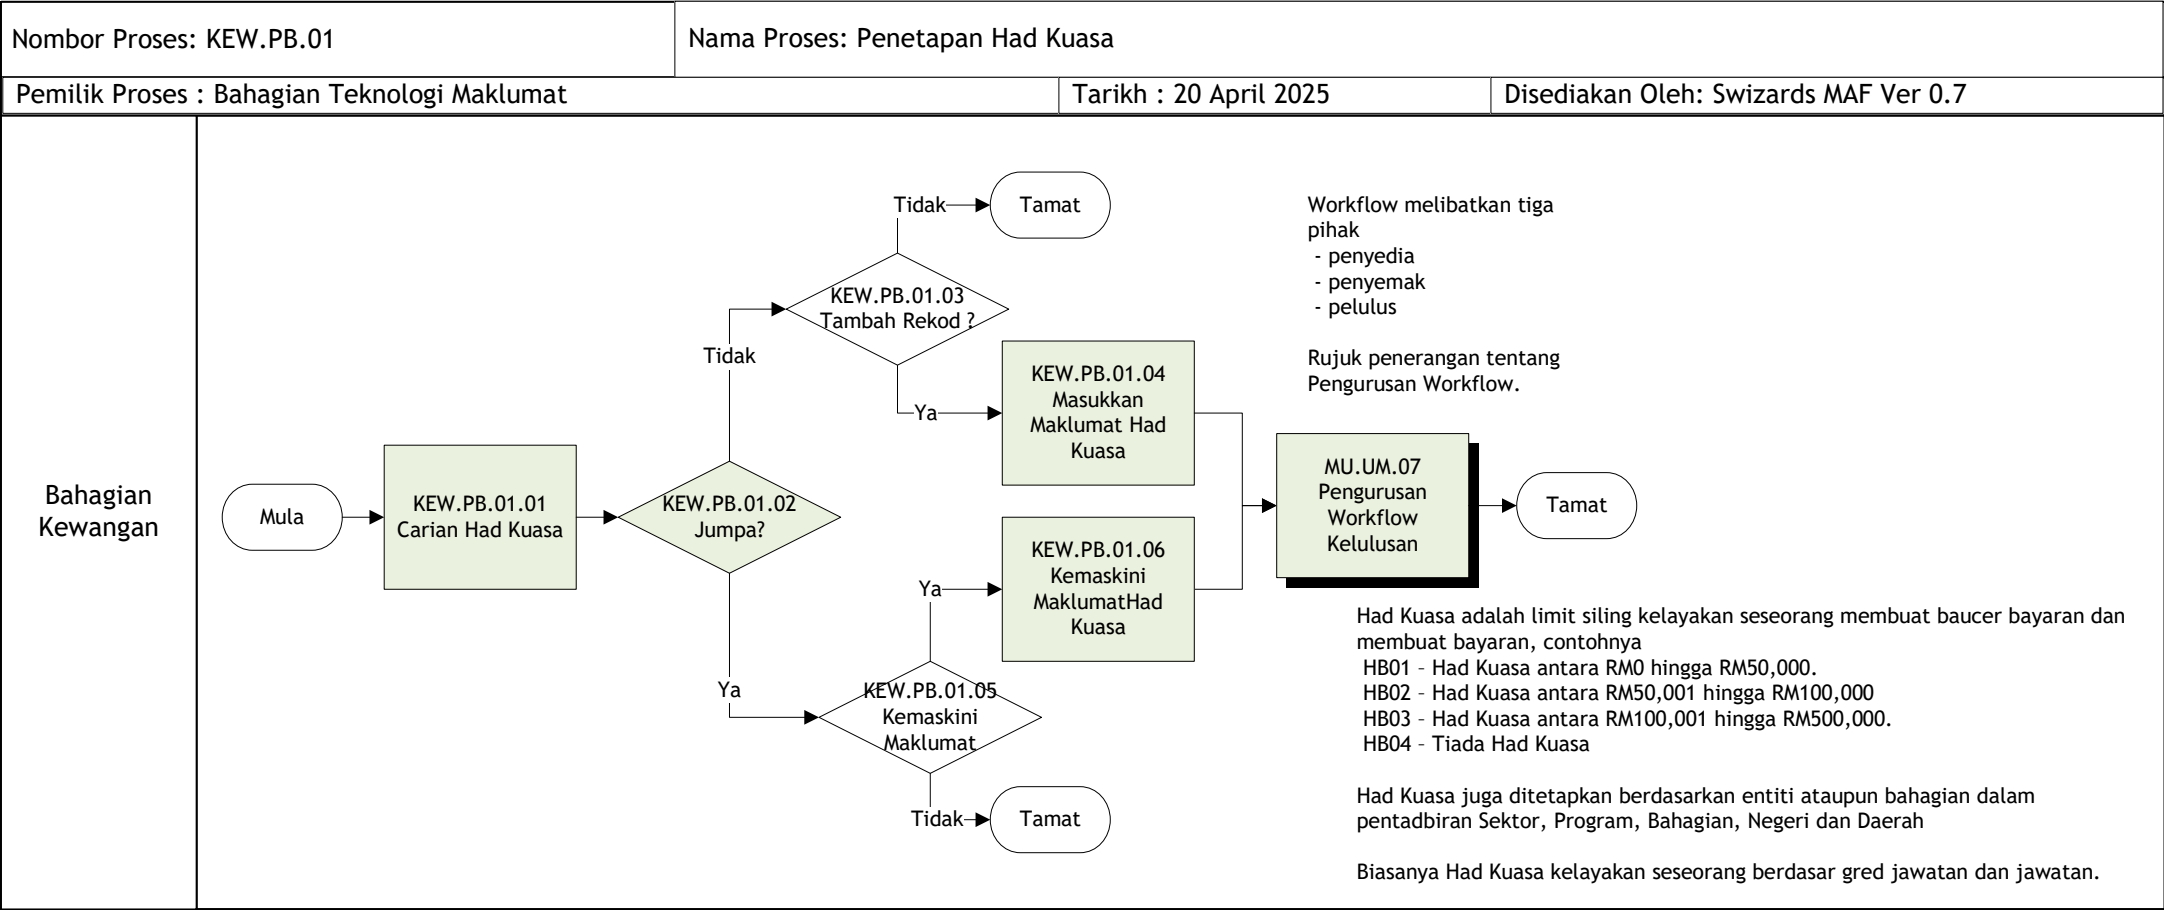 Nombor Proses: KEW.PB.01
Nama Proses: Penetapan Had Kuasa
Pemilik Proses : Bahagian Teknologi Maklumat
Tarikh : 20 April 2025
Disediakan Oleh: Swizards MAF Ver 0.7
Bahagian
Kewangan
Mula
KEW.PB.01.01
Carian Had Kuasa
KEW.PB.01.02
Jumpa?
Tidak
KEW.PB.01.03
Tambah Rekod ?
Tidak
Tamat
Ya
KEW.PB.01.04
Masukkan
Maklumat Had
Kuasa
Ya
KEW.PB.01.05
Kemaskini
Maklumat
Tidak
Tamat
Ya
KEW.PB.01.06
Kemaskini
MaklumatHad
Kuasa
MU.UM.07
Pengurusan
Workflow
Kelulusan
Tamat
Workflow melibatkan tiga
pihak
- penyedia
- penyemak
- pelulus
Rujuk penerangan tentang
Pengurusan Workflow.
Had Kuasa adalah limit siling kelayakan seseorang membuat baucer bayaran dan
membuat bayaran, contohnya
HB01 – Had Kuasa antara RM0 hingga RM50,000.
HB02 – Had Kuasa antara RM50,001 hingga RM100,000
HB03 – Had Kuasa antara RM100,001 hingga RM500,000.
HB04 – Tiada Had Kuasa
Had Kuasa juga ditetapkan berdasarkan entiti ataupun bahagian dalam
pentadbiran Sektor, Program, Bahagian, Negeri dan Daerah
Biasanya Had Kuasa kelayakan seseorang berdasar gred jawatan dan jawatan.